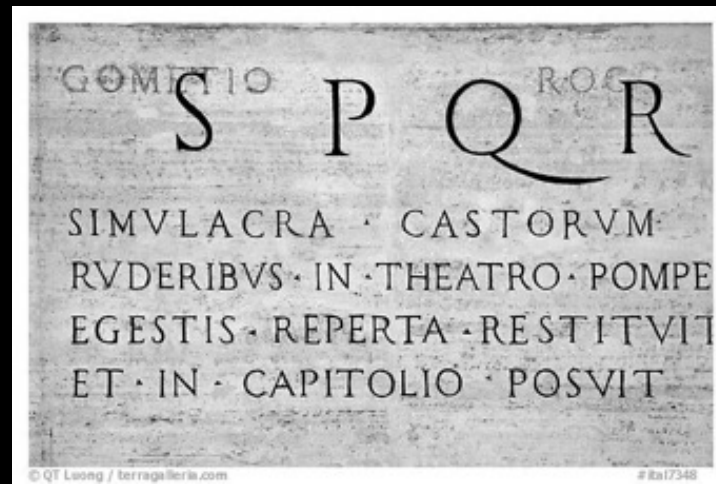 S P Q R
SIMVLACRA · CASTORVM
RVDERIBVS · IN · THEATRO · POMPE
EGESTIS · REPERTA · RESTITVIT
ET · IN · CAPITOLIO · POSVIT
© QT Luong / terragalleria.com
#ital7348